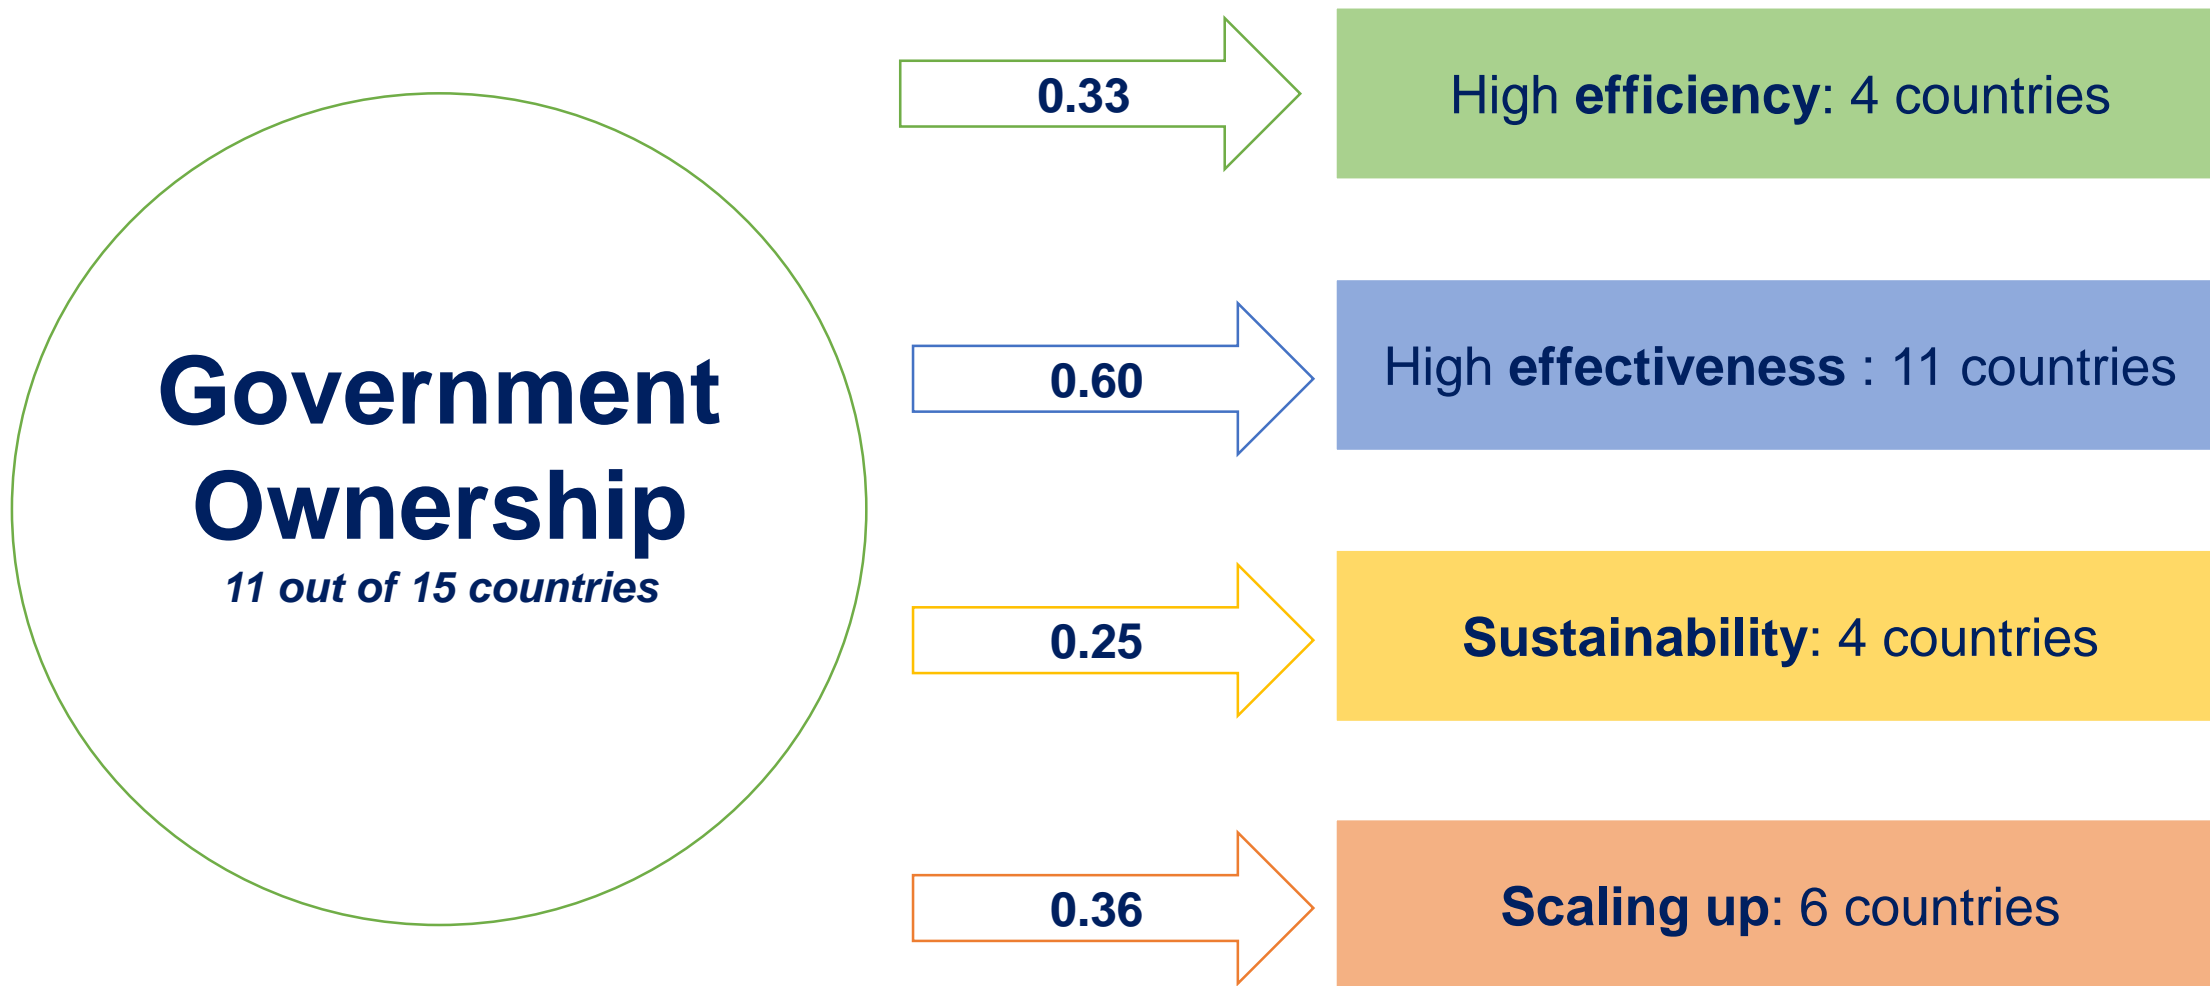 Government
Ownership
11 out of 15 countries
0.33
High efficiency: 4 countries
0.60
High effectiveness : 11 countries
0.25
Sustainability: 4 countries
0.36
Scaling up: 6 countries